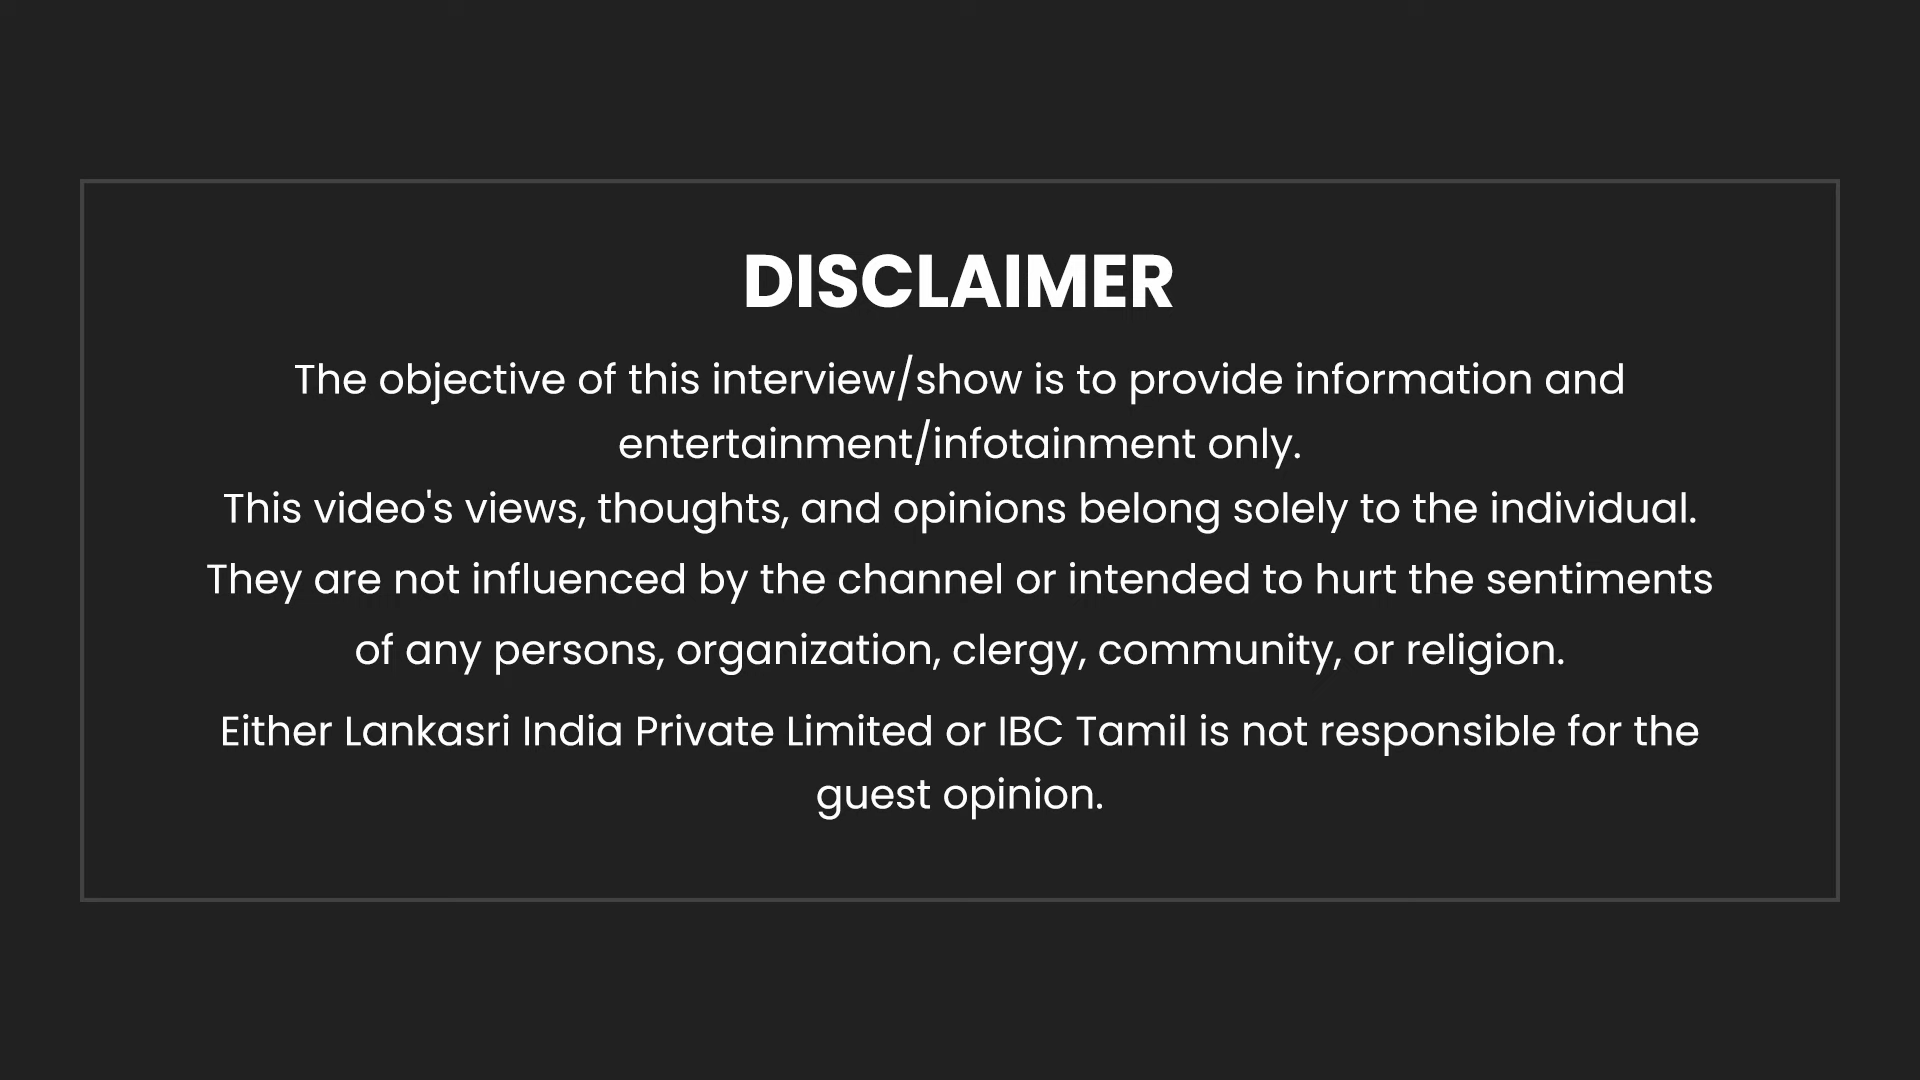 DISCLAIMER
The objective of this interview/show is to provide information and
entertainment/infotainment only.
This video's views, thoughts, and opinions belong solely to the individual.
They are not influenced by the channel or intended to hurt the sentiments
of any persons, organization, clergy, community, or religion.
Either Lankasri India Private Limited or IBC Tamil is not responsible for the
guest opinion.